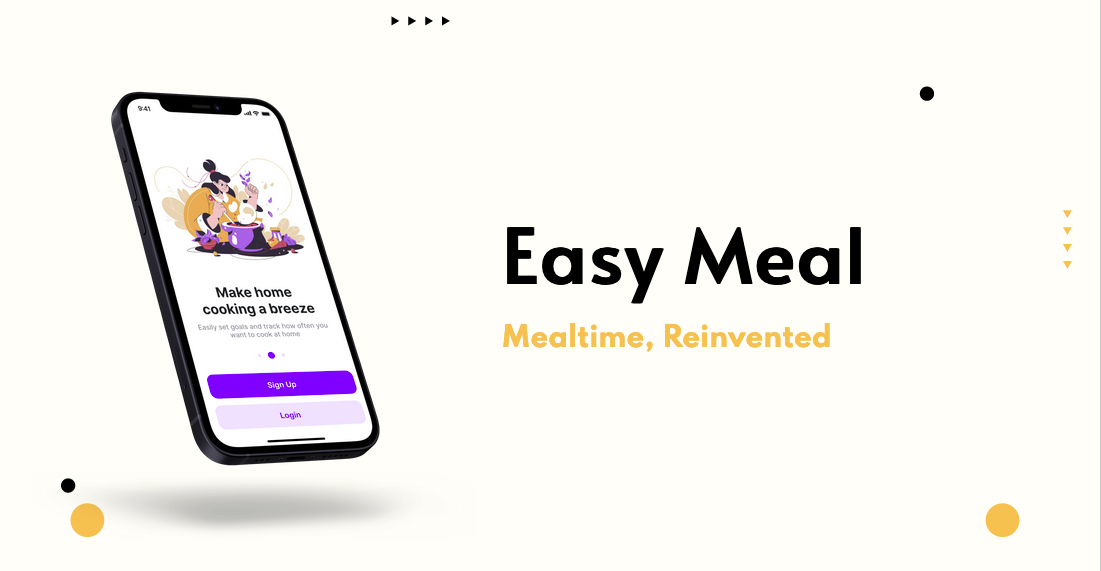 9:41
Make home
cooking a breeze
Easily set goals and track how often you
want to cook at home
Sign Up
Login
Easy Meal
Mealtime, Reinvented